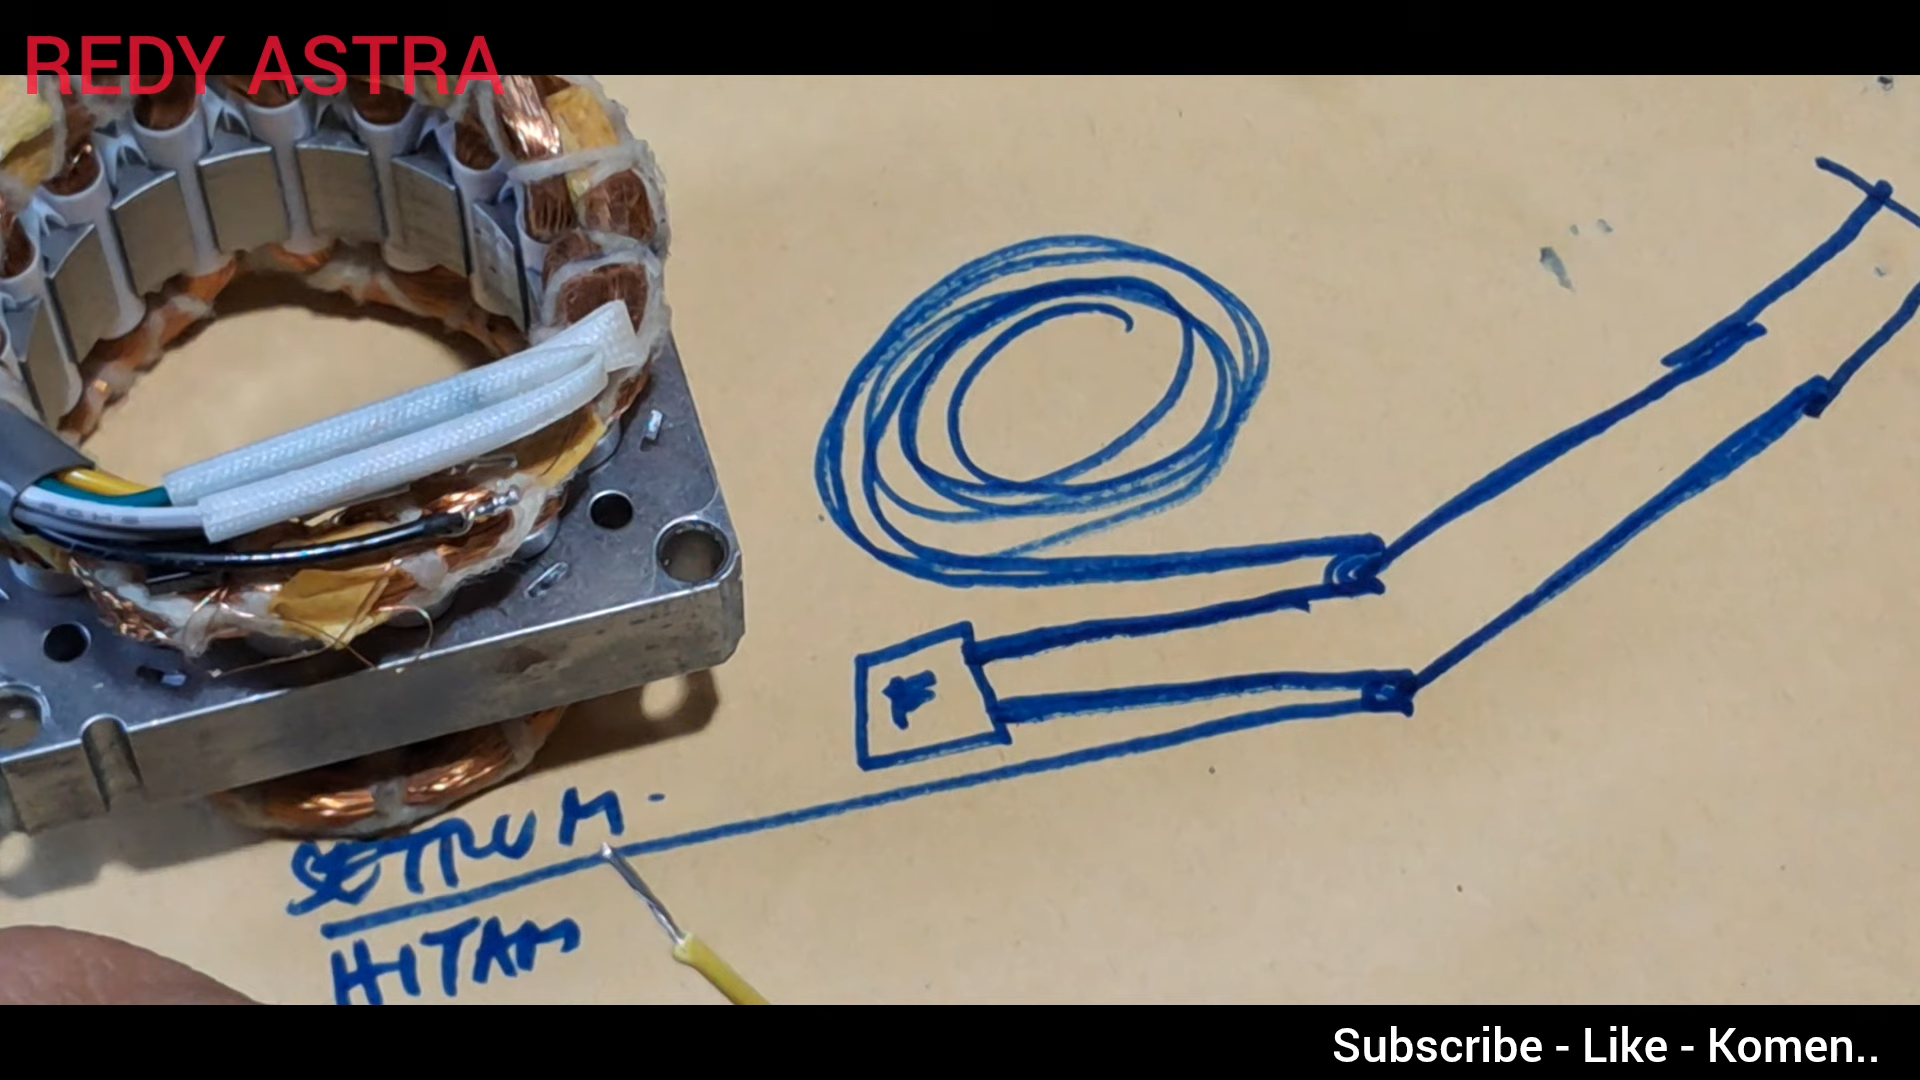 REDY ASTRA
F
SETRUM.
HITAM
Subscribe - Like - Komen..